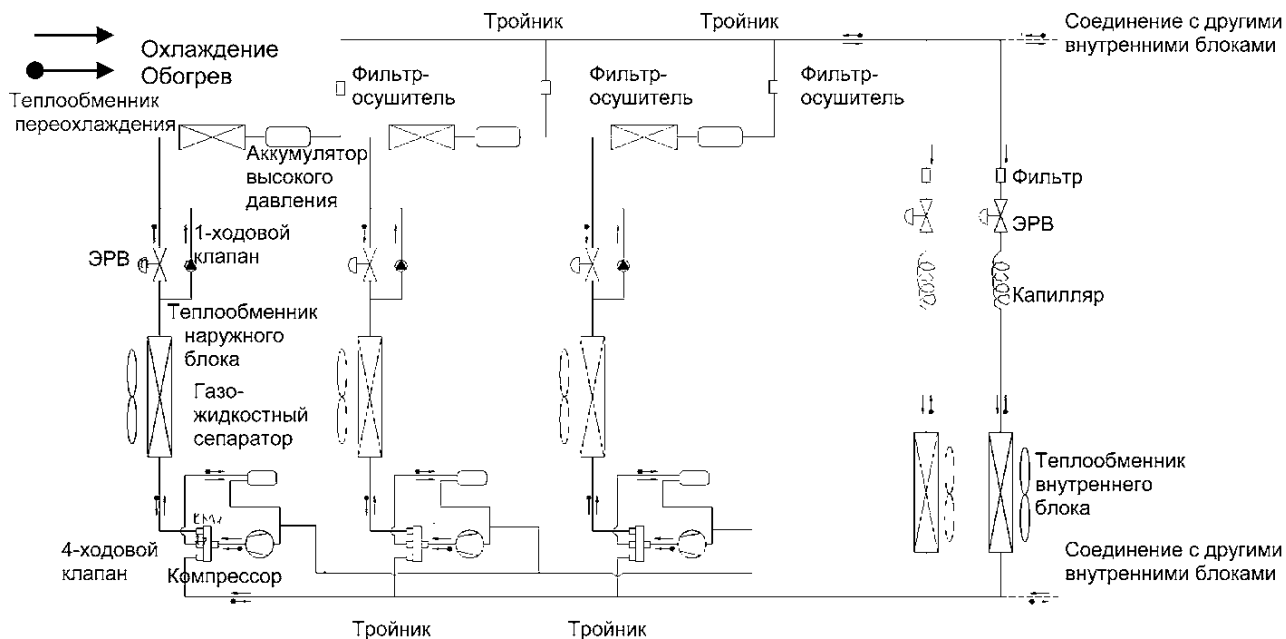 Тройник
Тройник
Соединение с другими
внутренними блоками
Охлаждение
Обогрев
Теплообменник
переохлаждения
Фильтр-
осушитель
Фильтр-
осушитель
Фильтр-
осушитель
Аккумулятор
высокого
давления
Фильтр
ЭРВ
1-ходовой
клапан
ЭРВ
Капилляр
Теплообменник
наружного
блока
Газо-
жидкостный
сепаратор
Теплообменник
внутреннего
блока
4-ходовой
клапан
Компрессор
Соединение с другими
внутренними блоками
Тройник
Тройник